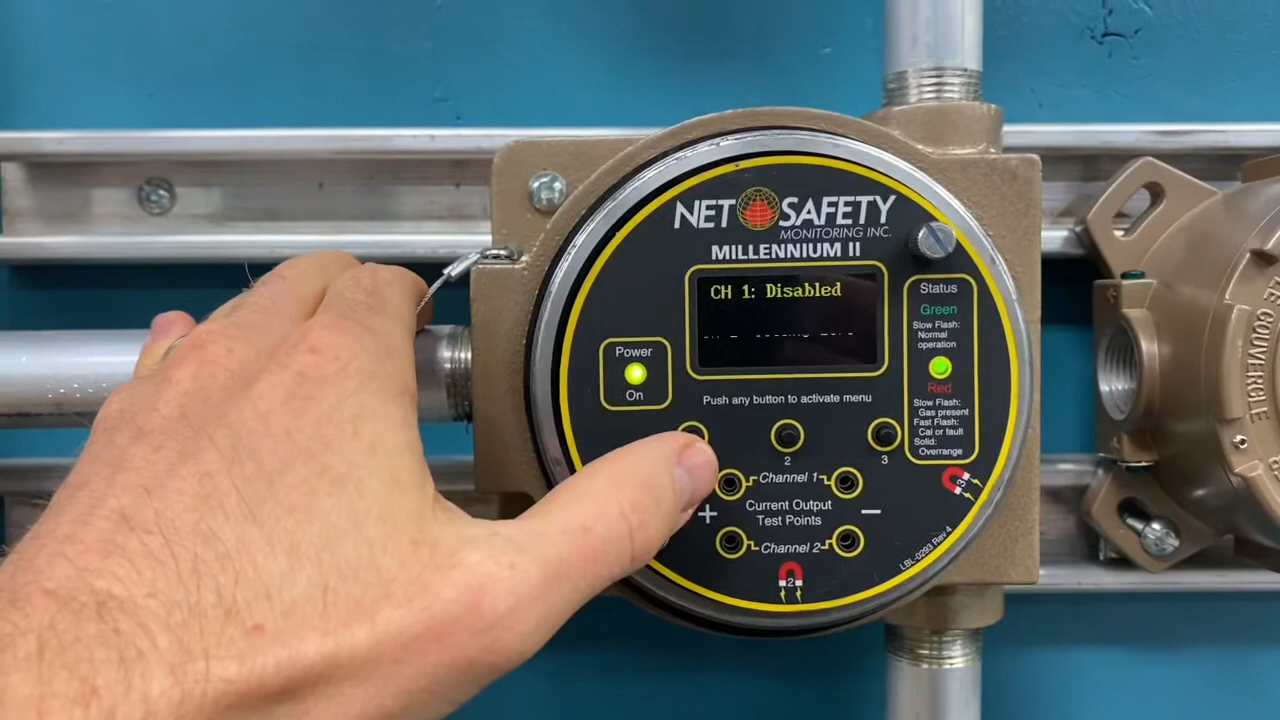 NET SAFETY
MONITORING INC.
MILLENNIUM II
CH 1: Disabled
Power
On
Push any button to activate menu
2
3
Channel 1
+
Current Output
Test Points
−
Channel 2
2
3
LBL-0293 Rev 4
Status
Green
Slow Flash:
Normal
operation
Red
Slow Flash:
Gas present
Fast Flash:
Cal or fault
Solid:
Overrange
COUVERCLE